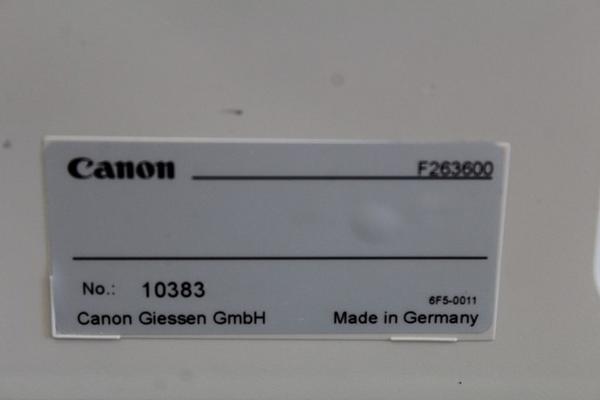 Canon F263600
No.: 10383
6F5-0011
Canon Giessen GmbH Made in Germany